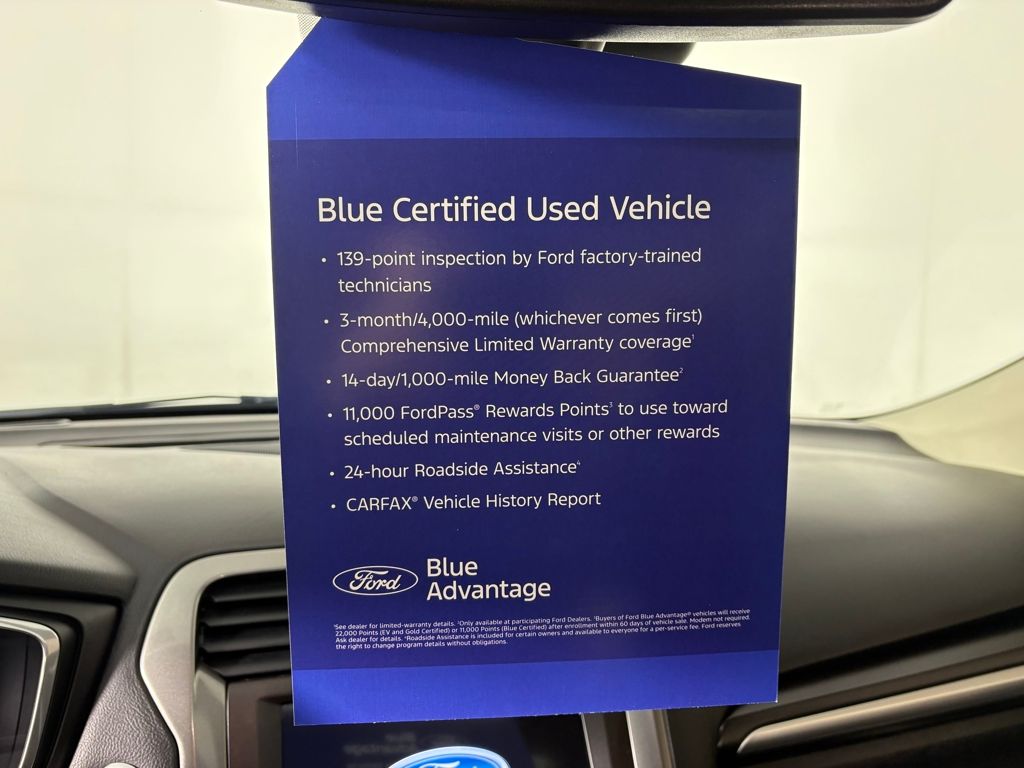 Blue Certified Used Vehicle
• 139-point inspection by Ford factory-trained
technicians
• 3-month/4,000-mile (whichever comes first)
Comprehensive Limited Warranty coverage¹
• 14-day/1,000-mile Money Back Guarantee²
• 11,000 FordPass® Rewards Points³ to use toward
scheduled maintenance visits or other rewards
• 24-hour Roadside Assistance⁴
• CARFAX® Vehicle History Report
Ford Blue
Advantage
¹See dealer for limited-warranty details. ²Only available at participating Ford Dealers. ³Buyers of Ford Blue Advantage® vehicles will receive
22,000 Points (EV and Gold Certified) or 11,000 Points (Blue Certified) after enrollment within 60 days of vehicle sale. Modem not required.
Ask dealer for details. ⁴Roadside Assistance is included for certain owners and available to everyone for a per-service fee. Ford reserves
the right to change program details without obligations.
Blue
Advantage
Ford